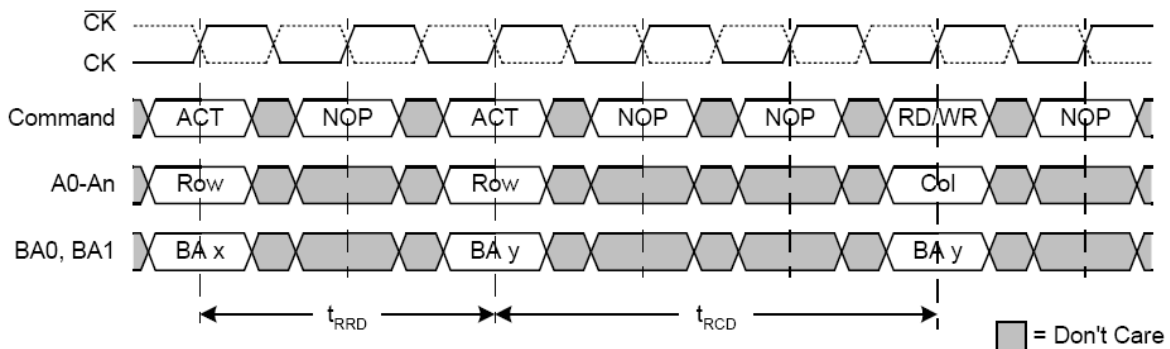 CK
CK
Command ACT NOP ACT NOP NOP RD/WR NOP
A0-An Row Row Col
BA0, BA1 BA x BA y BA y
tRRD tRCD
= Don't Care